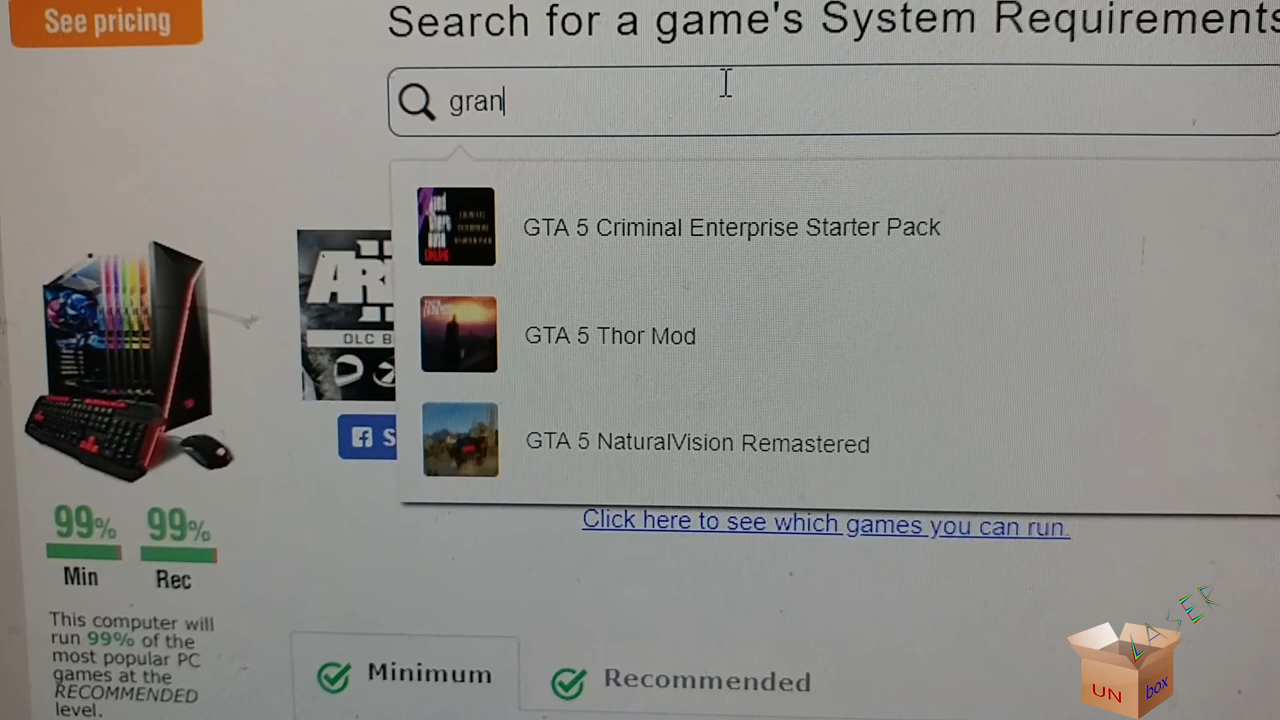 See pricing
Search for a game's System Requirements
gran
GTA 5 Criminal Enterprise Starter Pack
GTA 5 Thor Mod
GTA 5 NaturalVision Remastered
DLC B
S
Click here to see which games you can run.
99% 99%
Min Rec
This computer will
run 99% of the
most popular PC
games at the
RECOMMENDED
level.
Minimum
Recommended
LASER
UN box